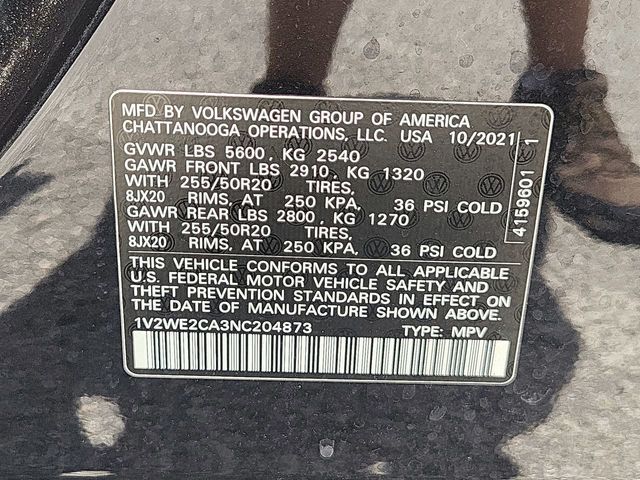 MFD BY VOLKSWAGEN GROUP OF AMERICA
CHATTANOOGA OPERATIONS, LLC. USA 10/2021
GVWR LBS 5600, KG 2540
GAWR FRONT LBS 2910, KG 1320
WITH 255/50R20 TIRES,
8JX20 RIMS, AT 250 KPA, 36 PSI COLD
GAWR REAR LBS 2800, KG 1270
WITH 255/50R20 TIRES,
8JX20 RIMS, AT 250 KPA, 36 PSI COLD
THIS VEHICLE CONFORMS TO ALL APPLICABLE
U.S. FEDERAL MOTOR VEHICLE SAFETY AND
THEFT PREVENTION STANDARDS IN EFFECT ON
THE DATE OF MANUFACTURE SHOWN ABOVE.
1V2WE2CA3NC204873 TYPE: MPV
4159601 1